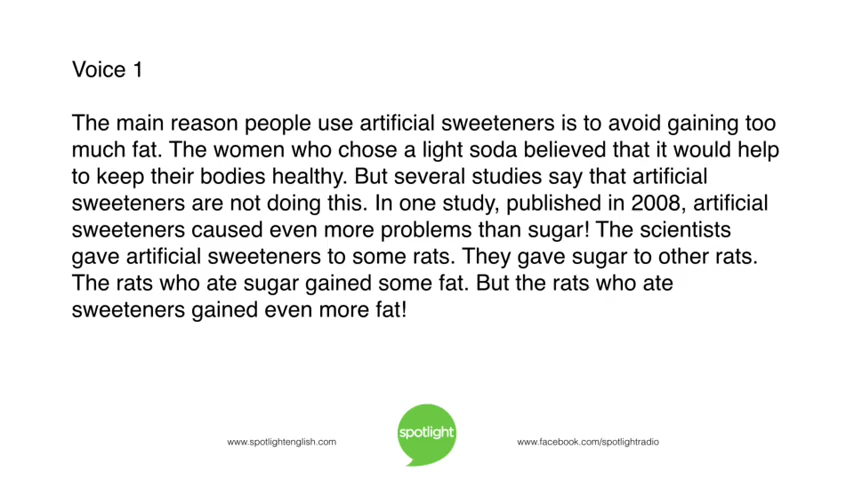 Voice 1
The main reason people use artificial sweeteners is to avoid gaining too
much fat. The women who chose a light soda believed that it would help
to keep their bodies healthy. But several studies say that artificial
sweeteners are not doing this. In one study, published in 2008, artificial
sweeteners caused even more problems than sugar! The scientists
gave artificial sweeteners to some rats. They gave sugar to other rats.
The rats who ate sugar gained some fat. But the rats who ate
sweeteners gained even more fat!
www.spotlightenglish.com
spotlight
www.facebook.com/spotlightradio